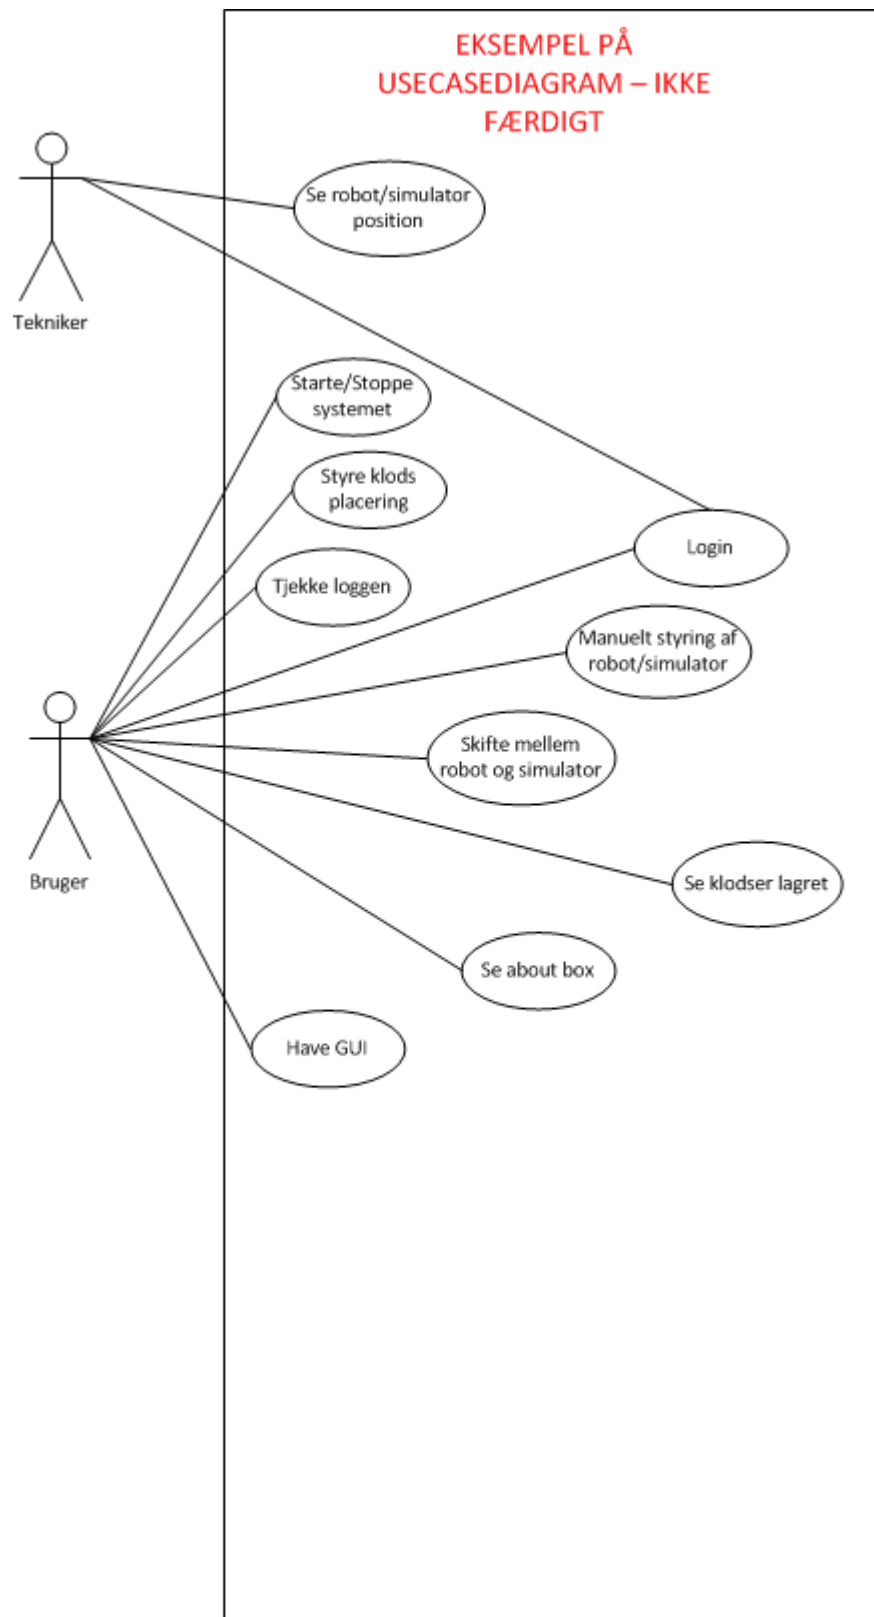 EKSEMPEL PÅ
USECASEDIAGRAM – IKKE
FÆRDIGT
Se robot/simulator
position
Tekniker
Starte/Stoppe
systemet
Styre klods
placering
Login
Tjekke loggen
Manuelt styring af
robot/simulator
Skifte mellem
robot og simulator
Bruger
Se klodser lagret
Se about box
Have GUI